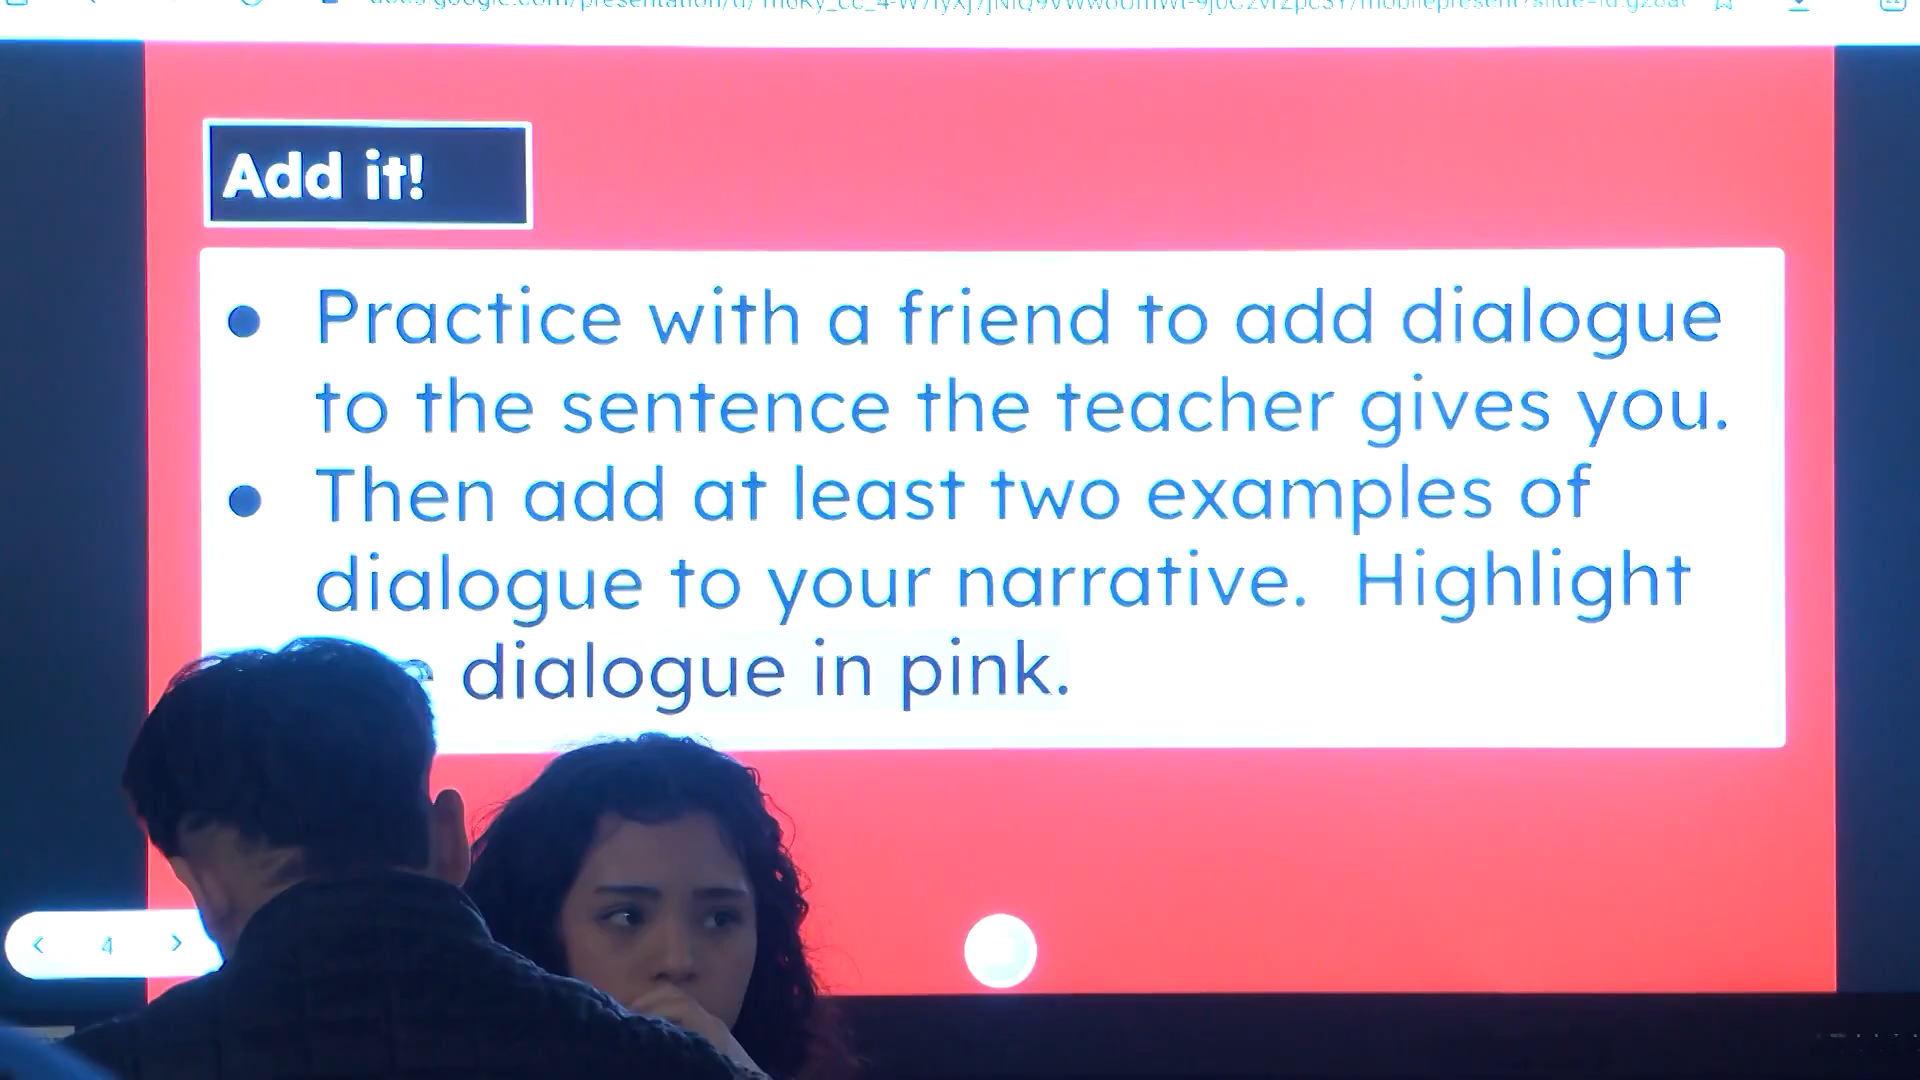 Add it!
● Practice with a friend to add dialogue
to the sentence the teacher gives you.
● Then add at least two examples of
dialogue to your narrative. Highlight
dialogue in pink.
4